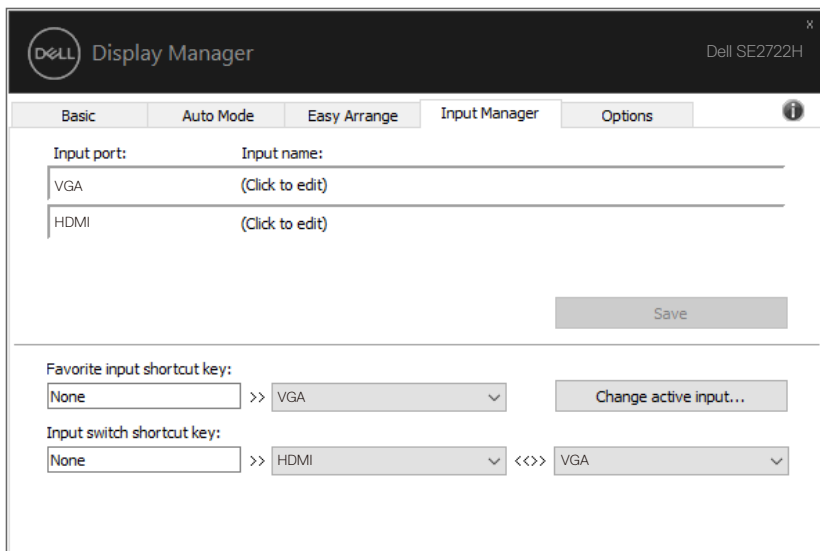 x
DELL Display Manager Dell SE2722H
Basic Auto Mode Easy Arrange Input Manager Options i
Input port: Input name:
VGA (Click to edit)
HDMI (Click to edit)
Save
Favorite input shortcut key:
None >> VGA Change active input...
Input switch shortcut key:
None >> HDMI <<>> VGA